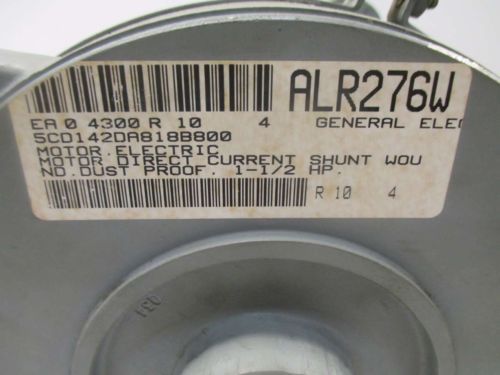 ALR276W
EA 0 4300 R 10 4 GENERAL ELEC
5CD142DA818B800
MOTOR.ELECTRIC
MOTOR.DIRECT CURRENT SHUNT WOU
ND.DUST PROOF. 1-1/2 HP.
R 10 4